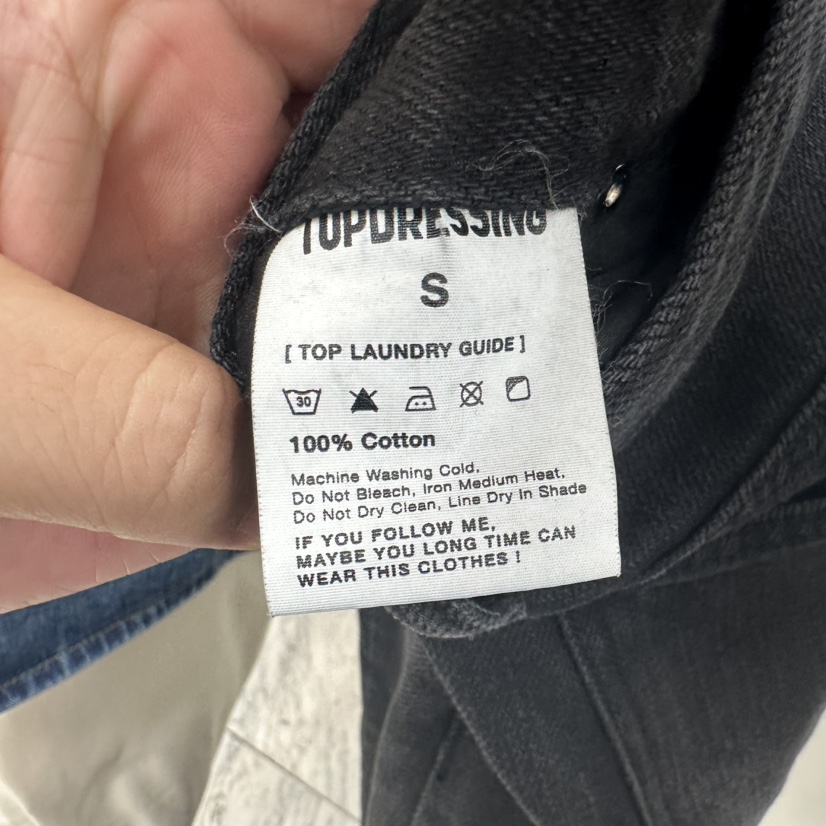 TOPDRESSING
S
[ TOP LAUNDRY GUIDE ]
30
100% Cotton
Machine Washing Cold,
Do Not Bleach, Iron Medium Heat,
Do Not Dry Clean, Line Dry In Shade
IF YOU FOLLOW ME,
MAYBE YOU LONG TIME CAN
WEAR THIS CLOTHES !